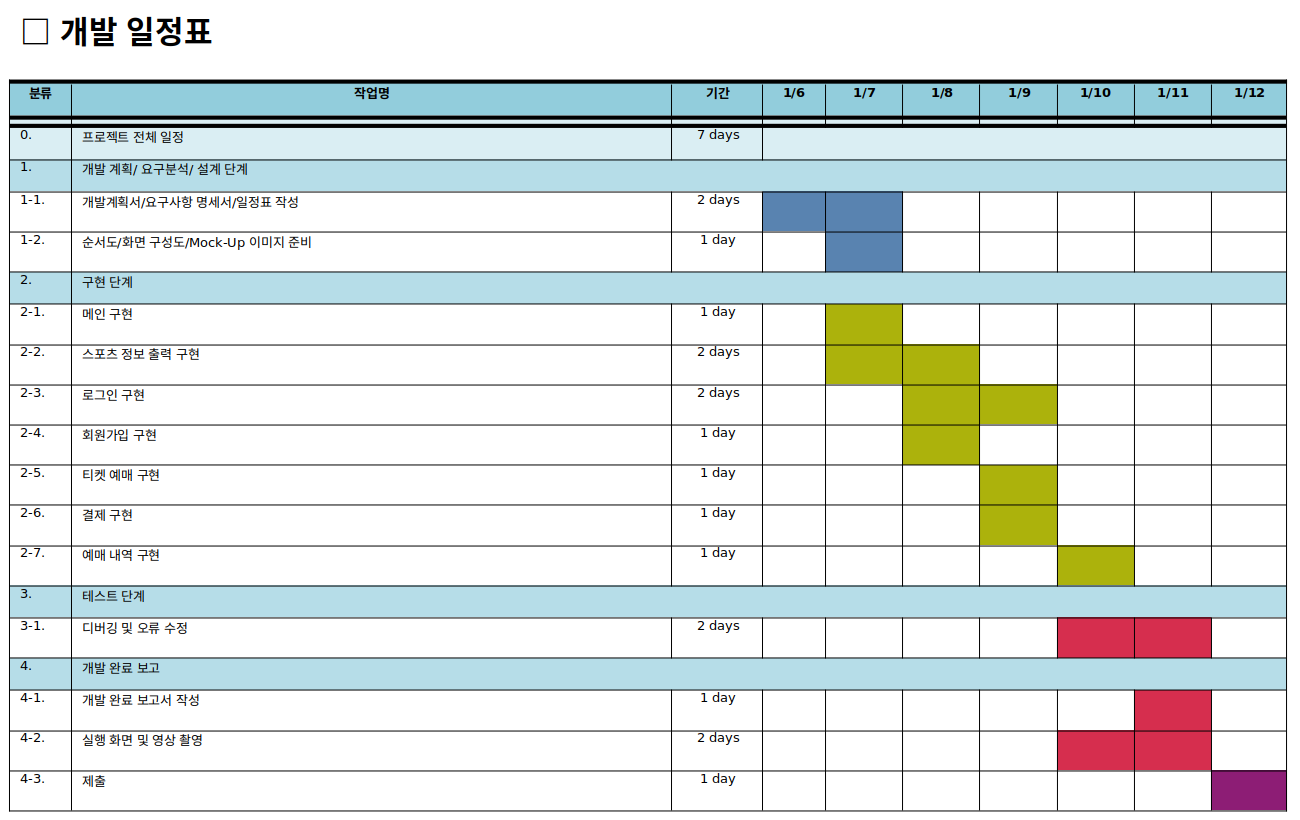 □ 개발 일정표
분류 작업명 기간 1/6 1/7 1/8 1/9 1/10 1/11 1/12
0. 프로젝트 전체 일정 7 days
1. 개발 계획/ 요구분석/ 설계 단계
1-1. 개발계획서/요구사항 명세서/일정표 작성 2 days
1-2. 순서도/화면 구성도/Mock-Up 이미지 준비 1 day
2. 구현 단계
2-1. 메인 구현 1 day
2-2. 스포츠 정보 출력 구현 2 days
2-3. 로그인 구현 2 days
2-4. 회원가입 구현 1 day
2-5. 티켓 예매 구현 1 day
2-6. 결제 구현 1 day
2-7. 예매 내역 구현 1 day
3. 테스트 단계
3-1. 디버깅 및 오류 수정 2 days
4. 개발 완료 보고
4-1. 개발 완료 보고서 작성 1 day
4-2. 실행 화면 및 영상 촬영 2 days
4-3. 제출 1 day